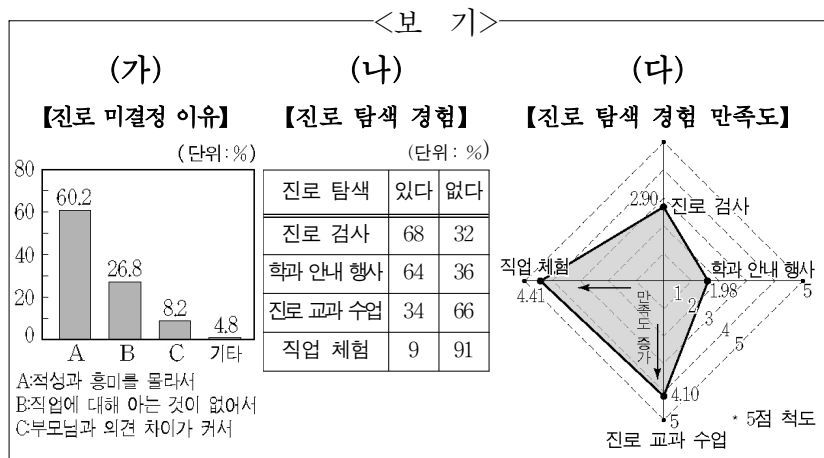 <보 기>
(가)
【진로 미결정 이유】
(단위:%)
80
60
40
20
0
60.2
26.8
8.2
4.8
A B C 기타
A:적성과 흥미를 몰라서
B:직업에 대해 아는 것이 없어서
C:부모님과 의견 차이가 커서
(나)
【진로 탐색 경험】
(단위: %)
진로 탐색 있다 없다
진로 검사 68 32
학과 안내 행사 64 36
진로 교과 수업 34 66
직업 체험 9 91
(다)
【진로 탐색 경험 만족도】
2.90
진로 검사
직업 체험
학과 안내 행사
4.41
만족도 증가
1 1.98 5
2
3
4
5
4.10
5
* 5점 척도
진로 교과 수업